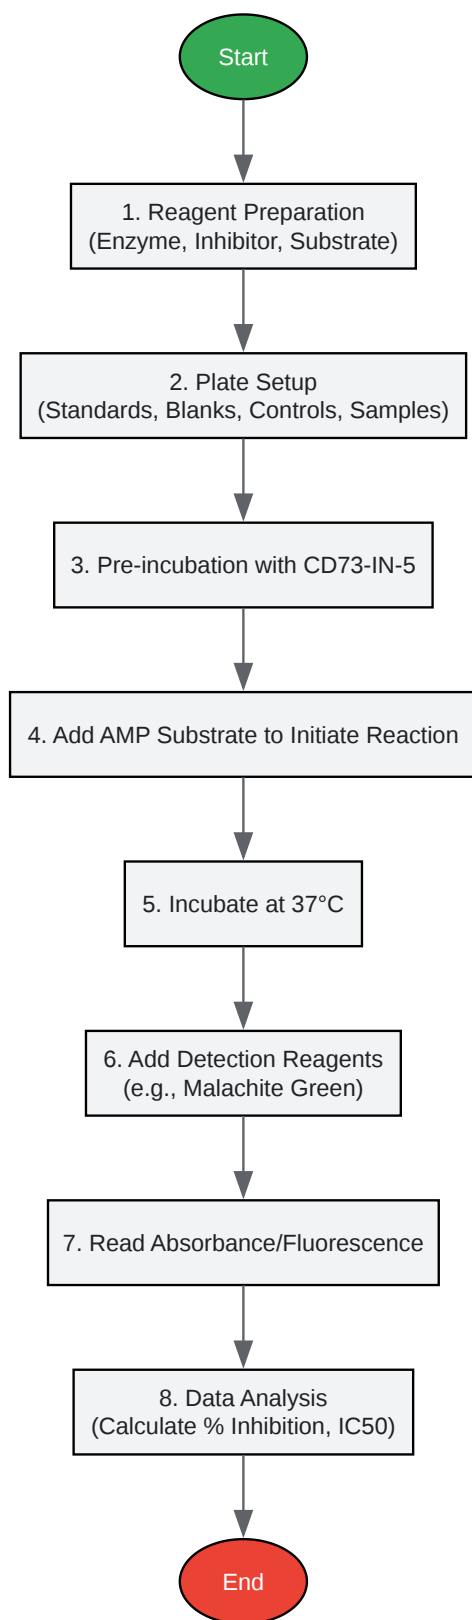 Start
1. Reagent Preparation
(Enzyme, Inhibitor, Substrate)
2. Plate Setup
(Standards, Blanks, Controls, Samples)
3. Pre-incubation with CD73-IN-5
4. Add AMP Substrate to Initiate Reaction
5. Incubate at 37°C
6. Add Detection Reagents
(e.g., Malachite Green)
7. Read Absorbance/Fluorescence
8. Data Analysis
(Calculate % Inhibition, IC50)
End